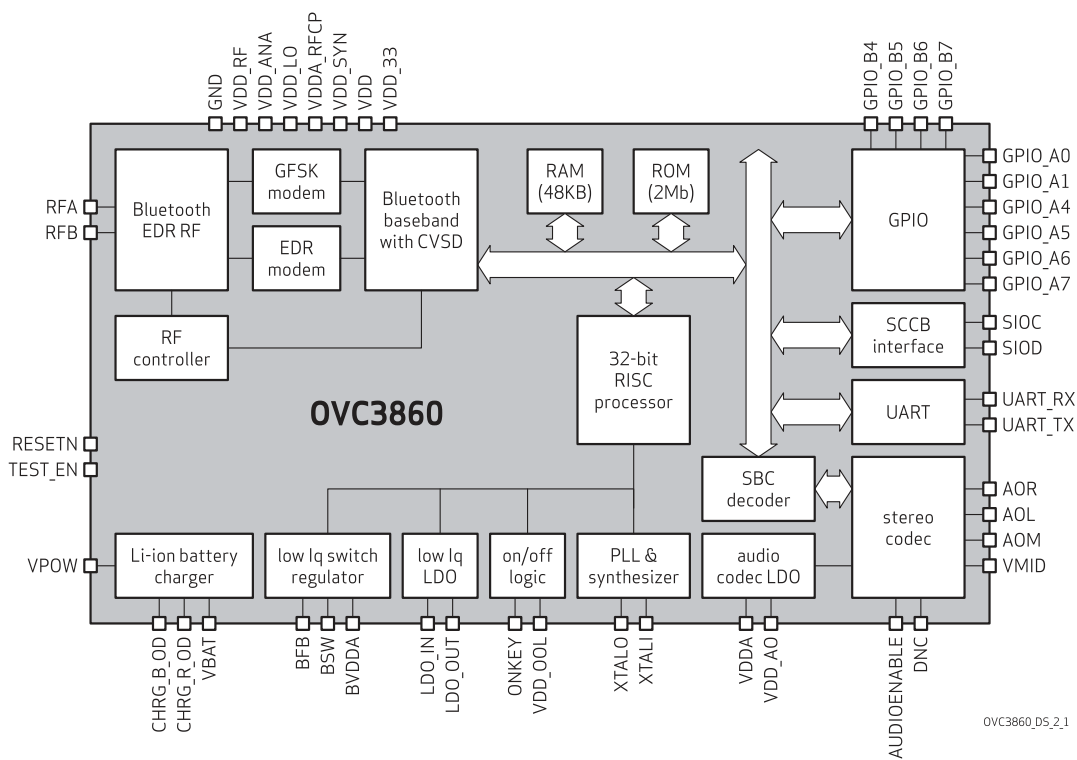 GND
VDD_RF
VDD_ANA
VDD_LO
VDDA_RFCP
VDD_SYN
VDD
VDD_33
GPIO_B4
GPIO_B5
GPIO_B6
GPIO_B7
RFA
RFB
RESETN
TEST_EN
VPOW
Bluetooth
EDR RF
GFSK
modem
EDR
modem
Bluetooth
baseband
with CVSD
RAM
(48KB)
ROM
(2Mb)
GPIO
GPIO_A0
GPIO_A1
GPIO_A4
GPIO_A5
GPIO_A6
GPIO_A7
RF
controller
32-bit
RISC
processor
SCCB
interface
SIOC
SIOD
OVC3860
UART
UART_RX
UART_TX
SBC
decoder
stereo
codec
AOR
AOL
AOM
VMID
Li-ion battery
charger
low Iq switch
regulator
low Iq
LDO
on/off
logic
PLL &
synthesizer
audio
codec LDO
CHRG_B_OD
CHRG_R_OD
VBAT
BFB
BSW
BVDDA
LDO_IN
LDO_OUT
ONKEY
VDD_OOL
XTALO
XTALI
VDDA
VDD_AO
AUDIOENABLE
DNC
OVC3860_DS_2_1